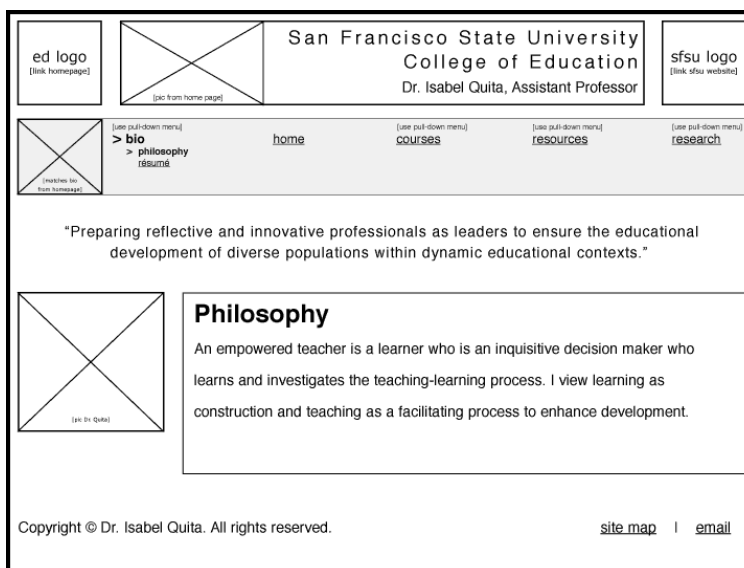 ed logo
[link homepage]
[pic from home page]
San Francisco State University
College of Education
Dr. Isabel Quita, Assistant Professor
sfsu logo
[link sfsu website]
[matches bio
from homepage]
[use pull-down menu]
> bio
> philosophy
résumé
home
[use pull-down menu]
courses
[use pull-down menu]
resources
[use pull-down menu]
research
“Preparing reflective and innovative professionals as leaders to ensure the educational
development of diverse populations within dynamic educational contexts.”
[pic Dr. Quita]
Philosophy
An empowered teacher is a learner who is an inquisitive decision maker who
learns and investigates the teaching-learning process. I view learning as
construction and teaching as a facilitating process to enhance development.
Copyright © Dr. Isabel Quita. All rights reserved.
site map | email